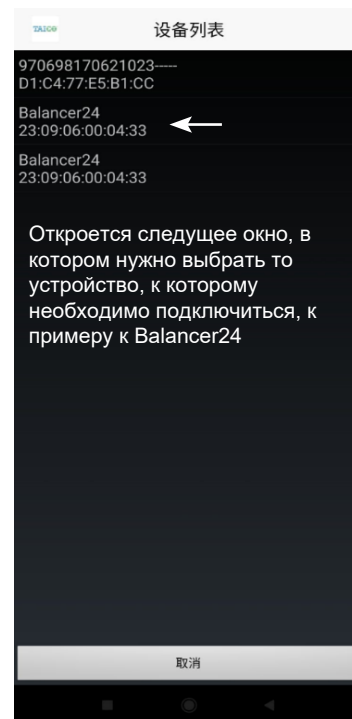 TAICO
设备列表
970698170621023-----
D1:C4:77:E5:B1:CC
Balancer24
23:09:06:00:04:33
Balancer24
23:09:06:00:04:33
Откроется следущее окно, в
котором нужно выбрать то
устройство, к которому
необходимо подключиться, к
примеру к Balancer24
取消